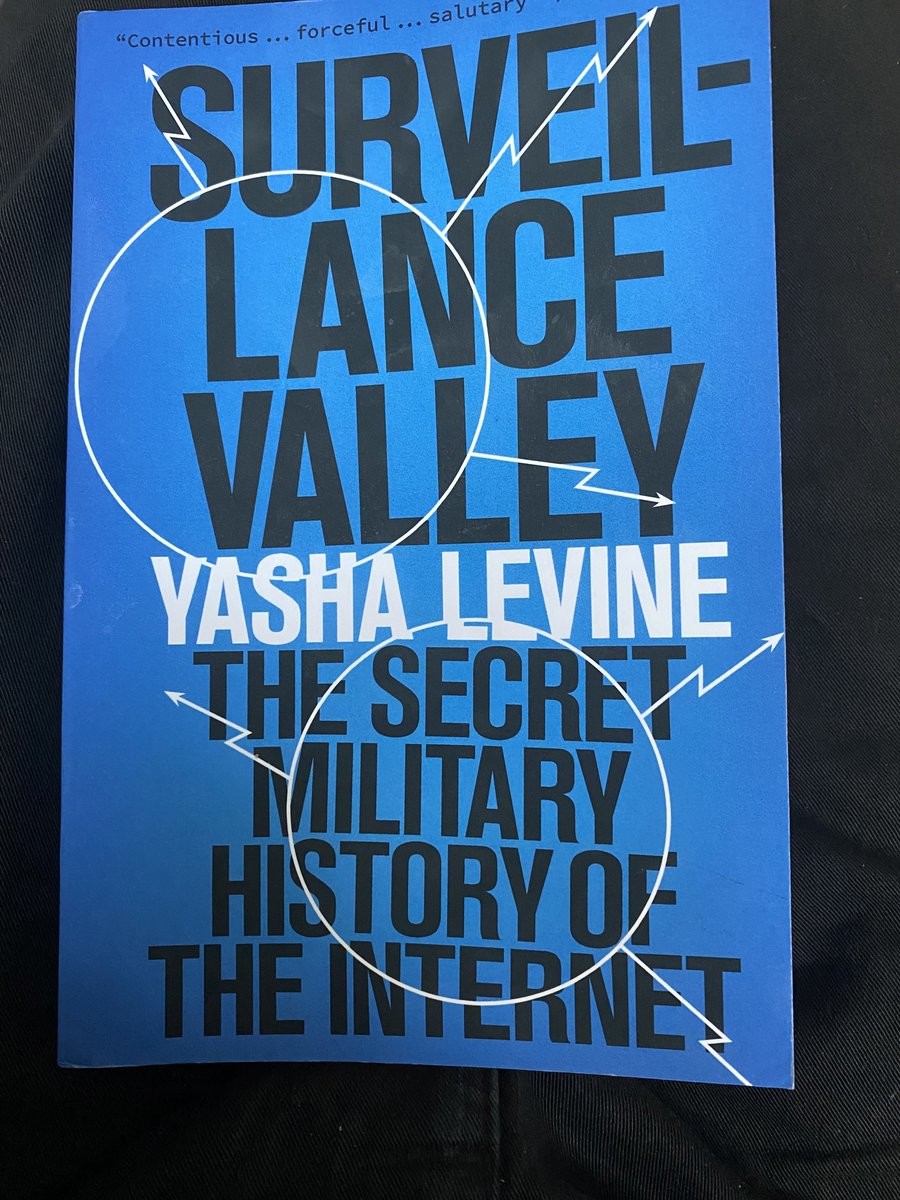 “Contentious ... forceful ... salutary
SURVEIL-
LANCE
VALLEY
YASHA LEVINE
THE SECRET
MILITARY
HISTORY OF
THE INTERNET